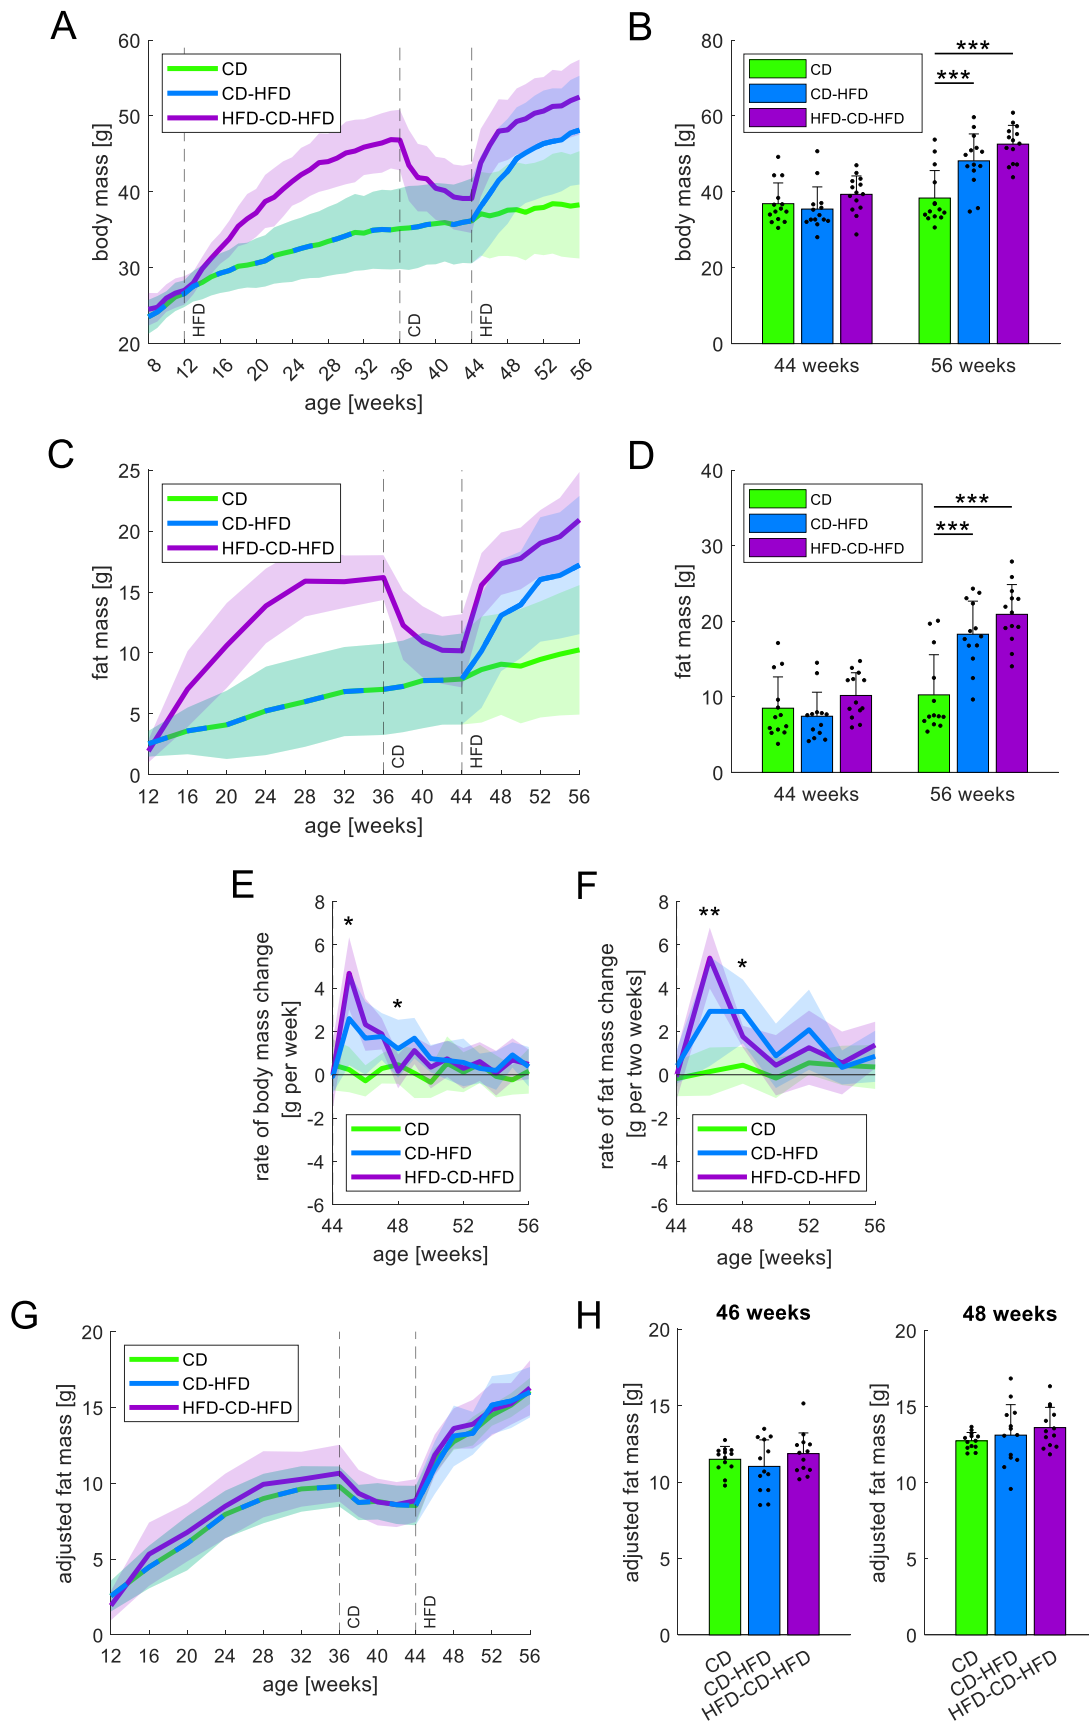 A
body mass [g]
60
50
40
30
20
CD
CD-HFD
HFD-CD-HFD
HFD
CD
HFD
8 12 16 20 24 28 32 36 40 44 48 52 56
age [weeks]
B
body mass [g]
80
60
40
20
0
CD
CD-HFD
HFD-CD-HFD
***
***
44 weeks 56 weeks
C
fat mass [g]
25
20
15
10
5
0
CD
CD-HFD
HFD-CD-HFD
CD
HFD
12 16 20 24 28 32 36 40 44 48 52 56
age [weeks]
D
fat mass [g]
40
30
20
10
0
CD
CD-HFD
HFD-CD-HFD
***
***
44 weeks 56 weeks
E
rate of body mass change
[g per week]
8
6
4
2
0
-2
-4
-6
*
*
CD
CD-HFD
HFD-CD-HFD
44 48 52 56
age [weeks]
F
rate of fat mass change
[g per two weeks]
8
6
4
2
0
-2
-4
-6
**
*
CD
CD-HFD
HFD-CD-HFD
44 48 52 56
age [weeks]
G
adjusted fat mass [g]
20
15
10
5
0
CD
CD-HFD
HFD-CD-HFD
CD
HFD
12 16 20 24 28 32 36 40 44 48 52 56
age [weeks]
H
46 weeks
adjusted fat mass [g]
20
15
10
5
0
CD
CD-HFD
HFD-CD-HFD
48 weeks
adjusted fat mass [g]
20
15
10
5
0
CD
CD-HFD
HFD-CD-HFD